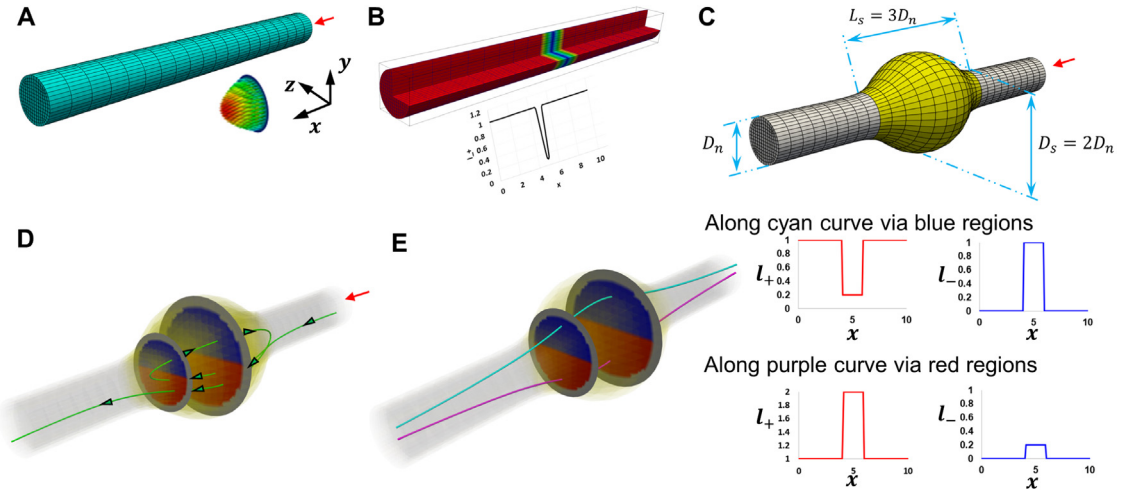 A
B
C
y
z
x
1.2
1
0.8
0.6
0.4
0.2
0
l_+
0 2 4 6 8 10
x
L_s = 3D_n
D_n
D_s = 2D_n
D
E
Along cyan curve via blue regions
l_+
1
0.8
0.6
0.4
0.2
0
0 5 10
x
l_−
1
0.8
0.6
0.4
0.2
0
0 5 10
x
Along purple curve via red regions
l_+
2
1.8
1.6
1.4
1.2
1
0 5 10
x
l_−
1
0.8
0.6
0.4
0.2
0
0 5 10
x